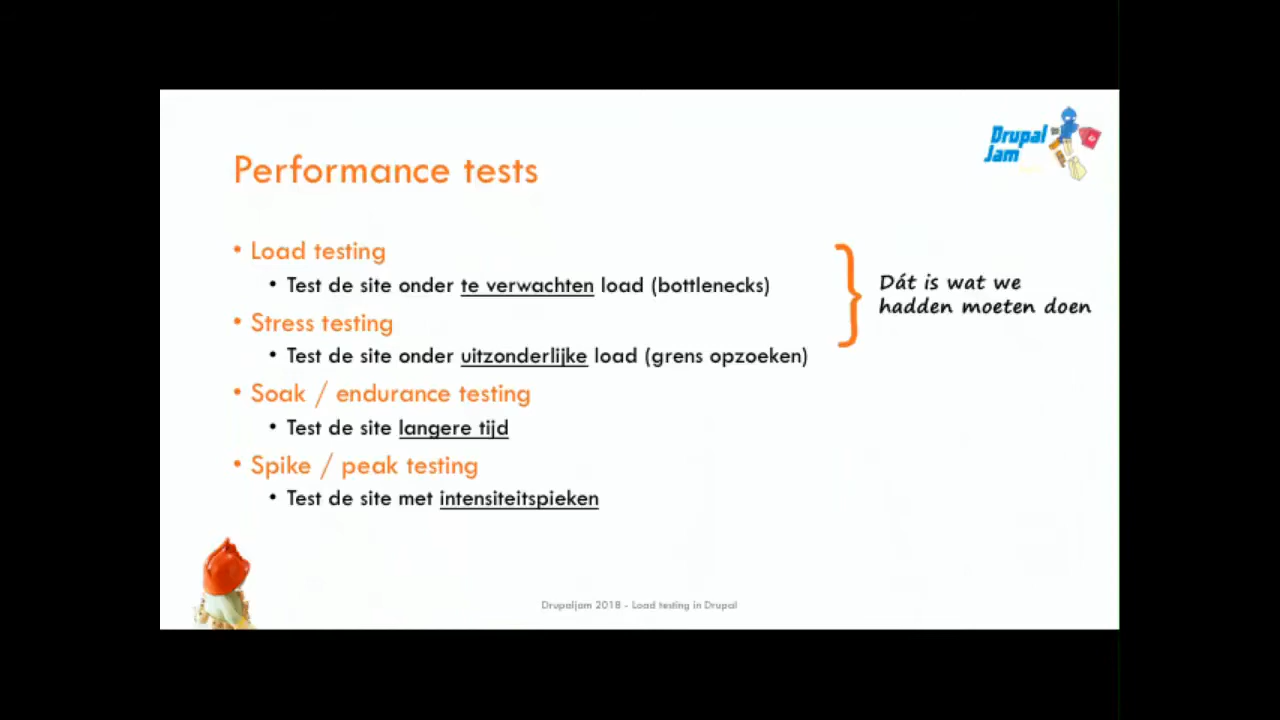 Drupal
Jam
Performance tests
• Load testing
• Test de site onder te verwachten load (bottlenecks)
• Stress testing
• Test de site onder uitzonderlijke load (grens opzoeken)
Dát is wat we
hadden moeten doen
• Soak / endurance testing
• Test de site langere tijd
• Spike / peak testing
• Test de site met intensiteitspieken
Drupaljam 2018 - Load testing in Drupal